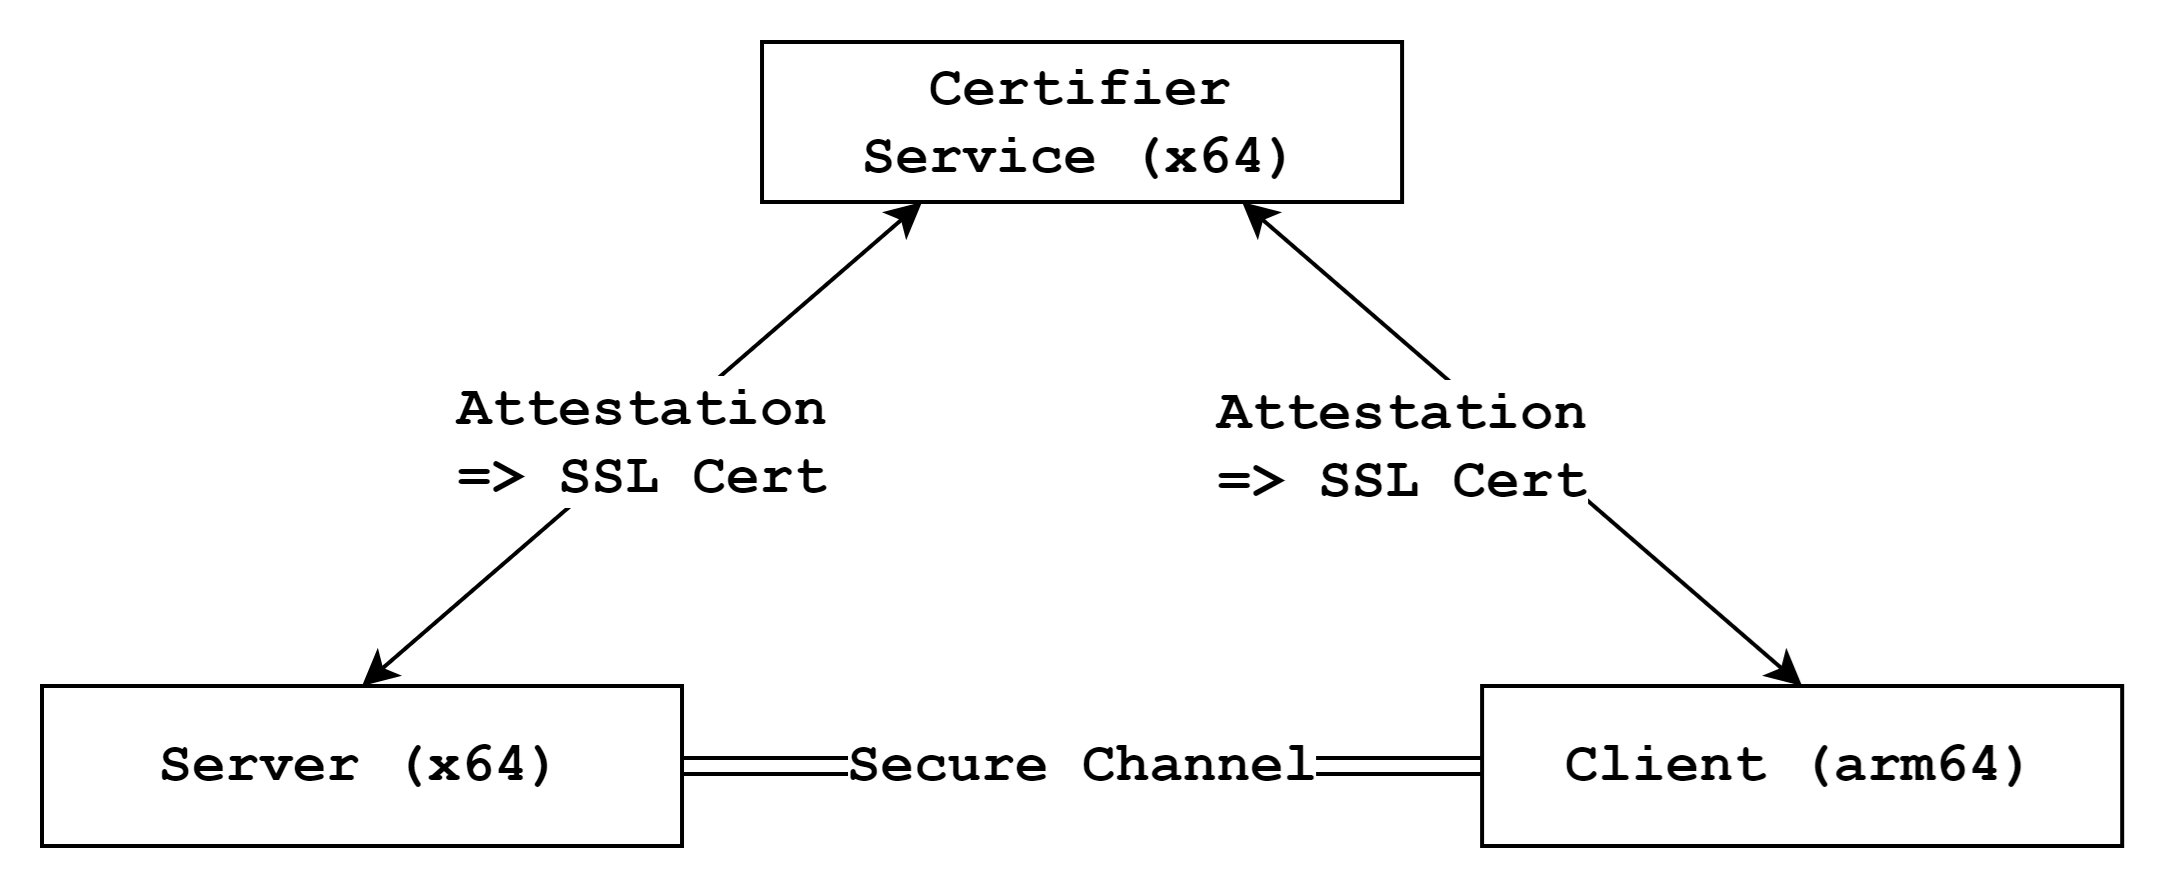 Certifier
Service (x64)
Attestation
=> SSL Cert
Attestation
=> SSL Cert
Server (x64)
Secure Channel
Client (arm64)